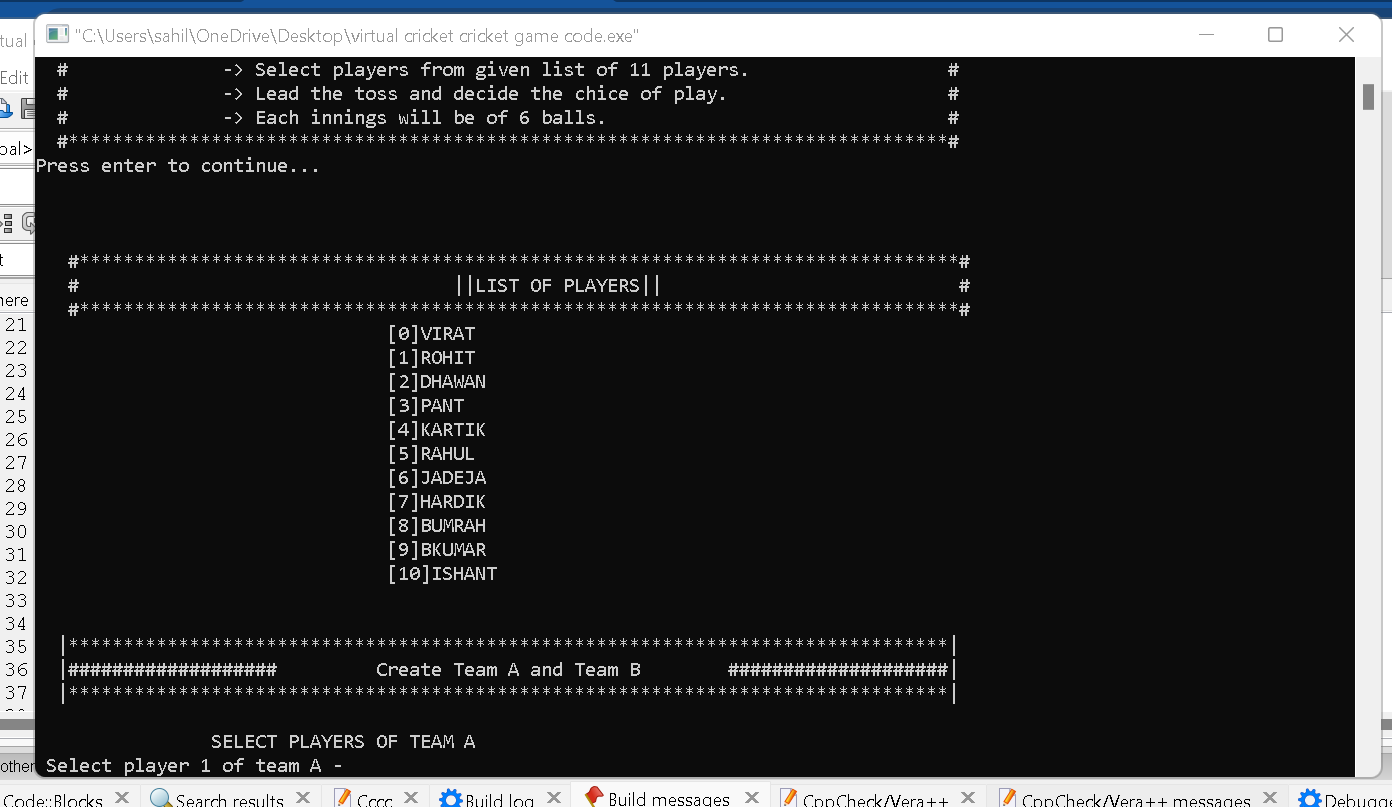 "C:\Users\sahil\OneDrive\Desktop\virtual cricket cricket game code.exe"
# -> Select players from given list of 11 players. #
# -> Lead the toss and decide the chice of play. #
# -> Each innings will be of 6 balls. #
#********************************************************************************#
Press enter to continue...
#********************************************************************************#
# ||LIST OF PLAYERS|| #
#********************************************************************************#
[0]VIRAT
[1]ROHIT
[2]DHAWAN
[3]PANT
[4]KARTIK
[5]RAHUL
[6]JADEJA
[7]HARDIK
[8]BUMRAH
[9]BKUMAR
[10]ISHANT
|********************************************************************************|
|################### Create Team A and Team B ####################|
|********************************************************************************|
SELECT PLAYERS OF TEAM A
Select player 1 of team A -
Edit
21
22
23
24
25
26
27
28
29
30
31
32
33
34
35
36
37
Code::Blocks
Search results
Cccc
Build log
Build messages
CppCheck/Vera++
CppCheck/Vera++ messages